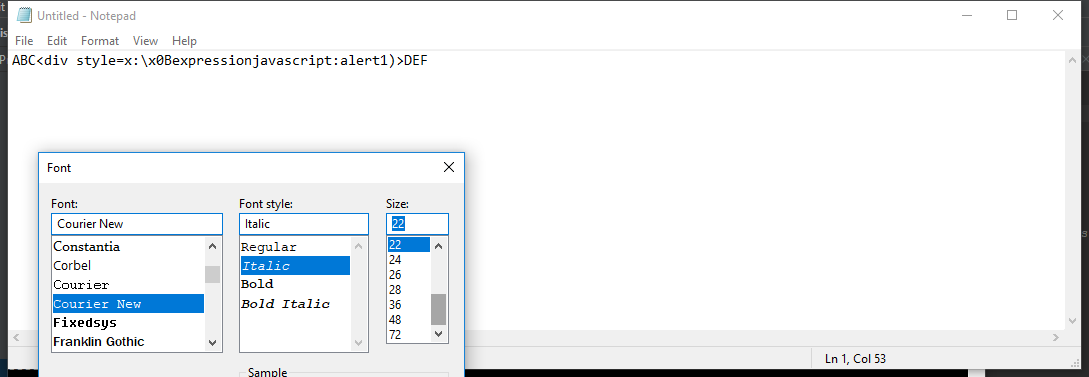 Untitled - Notepad
File Edit Format View Help
ABC<div style=x:\x0Bexpressionjavascript:alert1)>DEF
Font
Font: Font style: Size:
Courier New Italic 22
Constantia Regular 22
Corbel Italic 24
Courier Bold 26
Courier New Bold Italic 28
Fixedsys 36
Franklin Gothic 48
72
Ln 1, Col 53
Sample